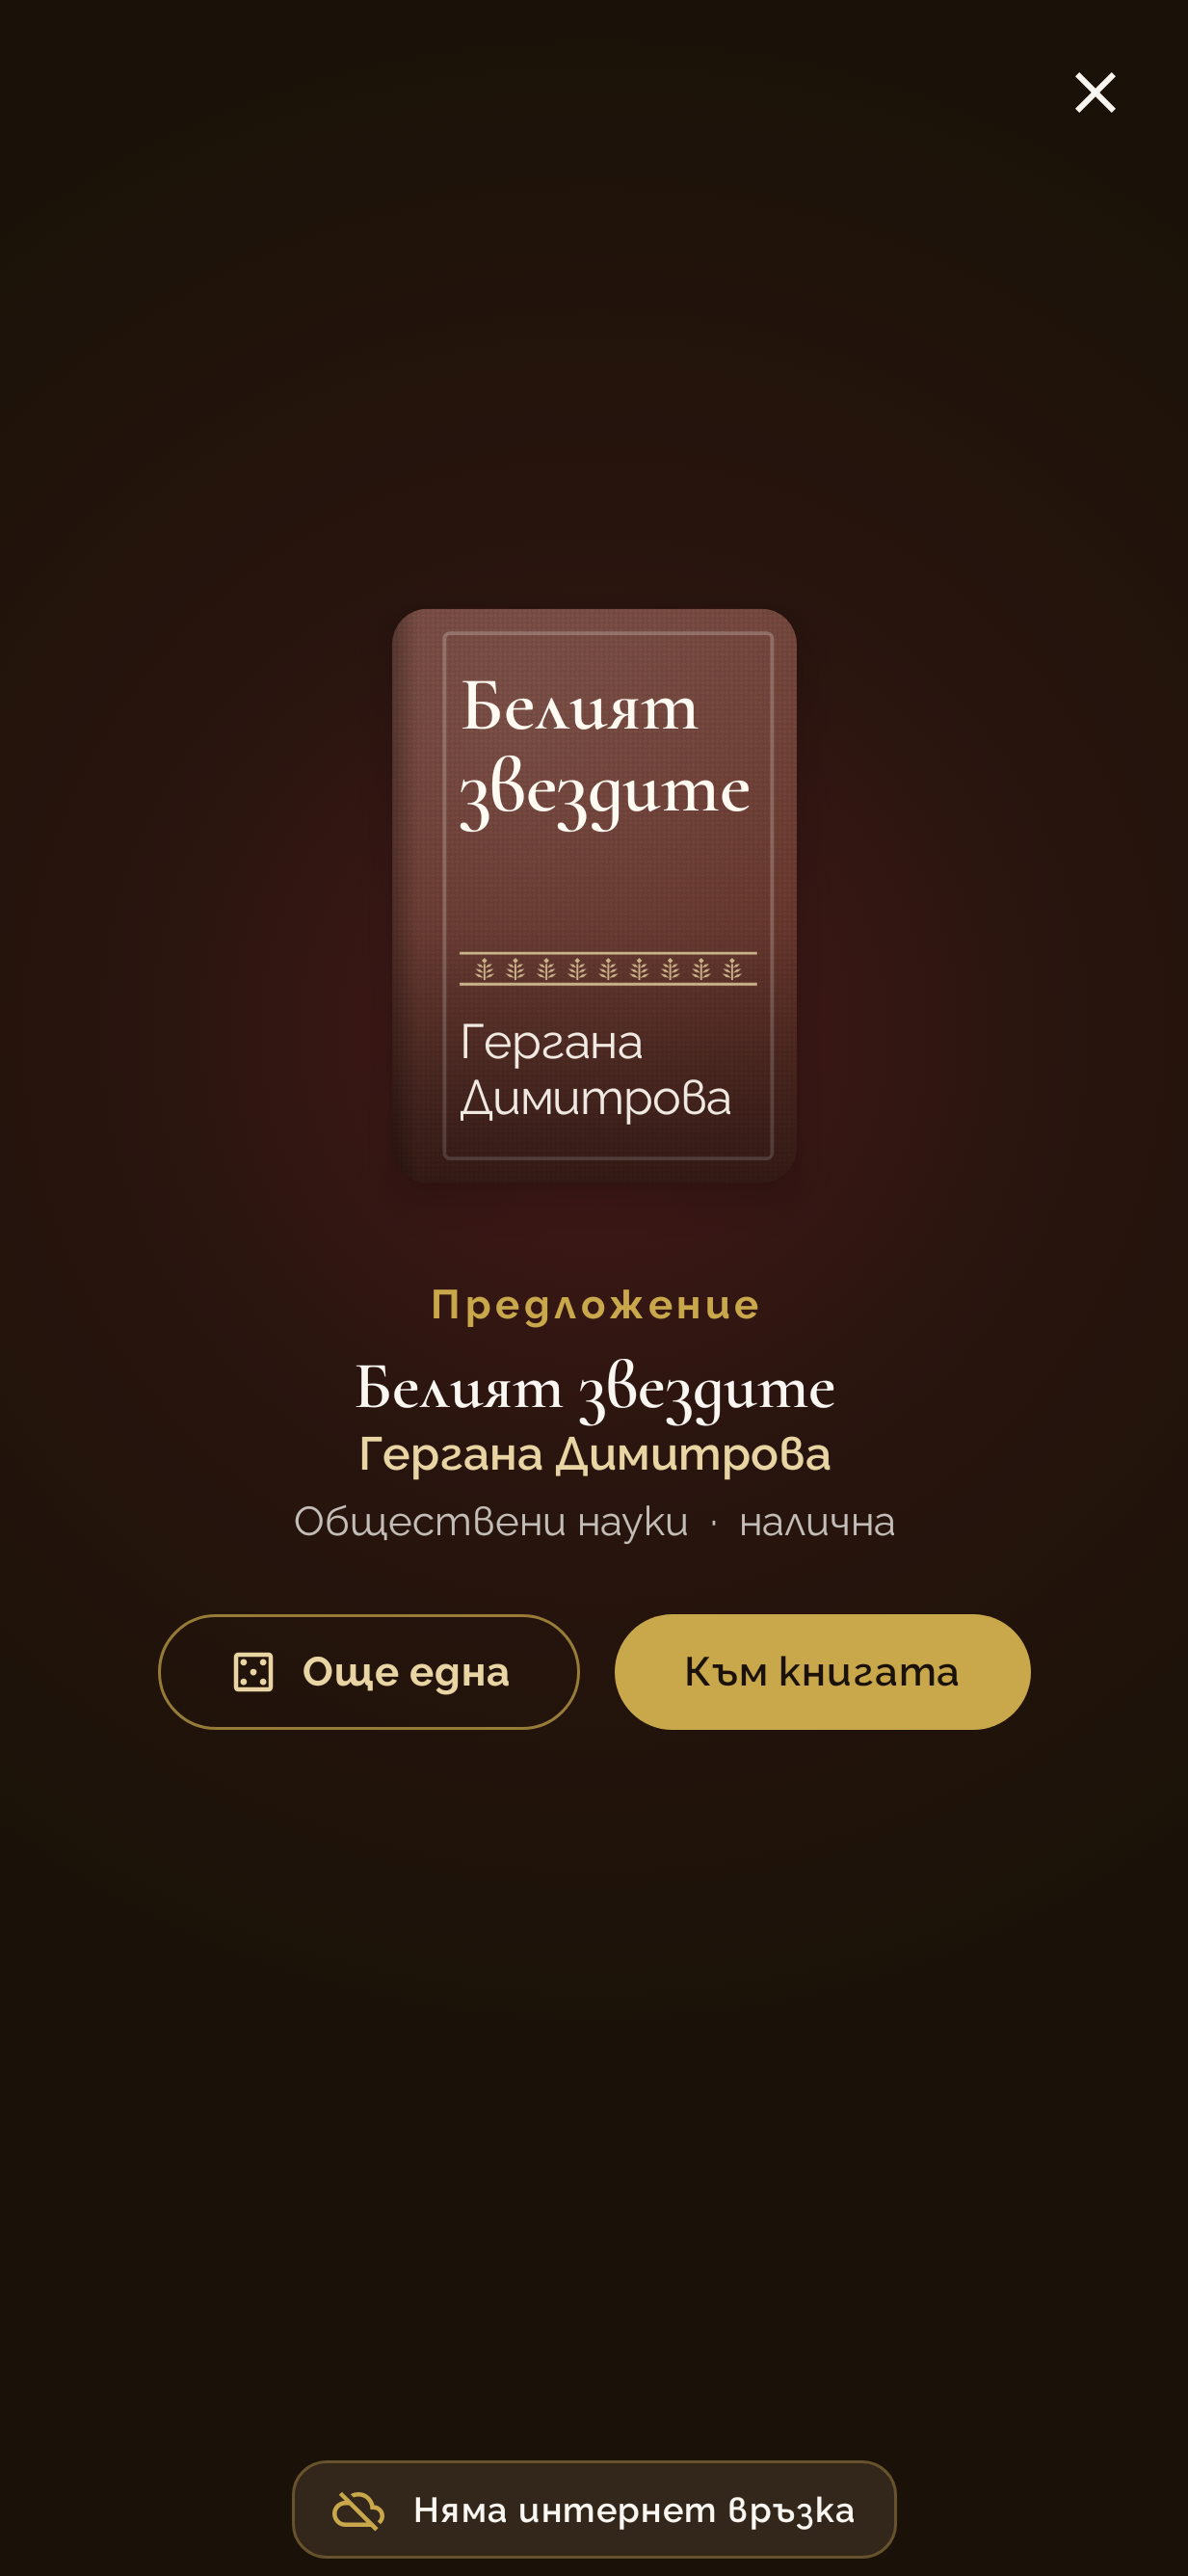 Белият
звездите
Гергана
Димитрова
Предложение
Белият звездите
Гергана Димитрова
Обществени науки · налична
Още една
Към книгата
Няма интернет връзка